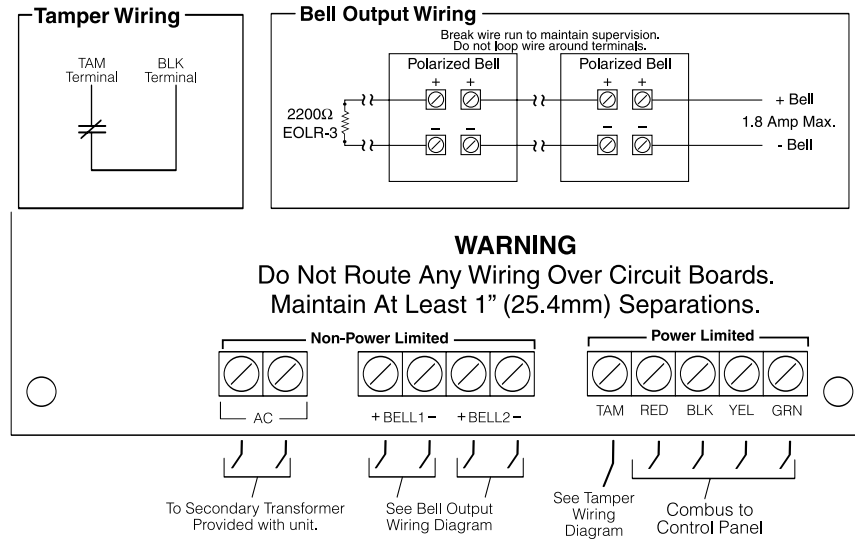 Tamper Wiring
TAM
Terminal
BLK
Terminal
Bell Output Wiring
Break wire run to maintain supervision.
Do not loop wire around terminals.
Polarized Bell
+ +
- -
Polarized Bell
+ +
- -
2200Ω
EOLR-3
+ Bell
1.8 Amp Max.
- Bell
WARNING
Do Not Route Any Wiring Over Circuit Boards.
Maintain At Least 1” (25.4mm) Separations.
Non-Power Limited
Power Limited
AC
+ BELL1 -
+ BELL2 -
TAM RED BLK YEL GRN
To Secondary Transformer
Provided with unit.
See Bell Output
Wiring Diagram
See Tamper
Wiring
Diagram
Combus to
Control Panel